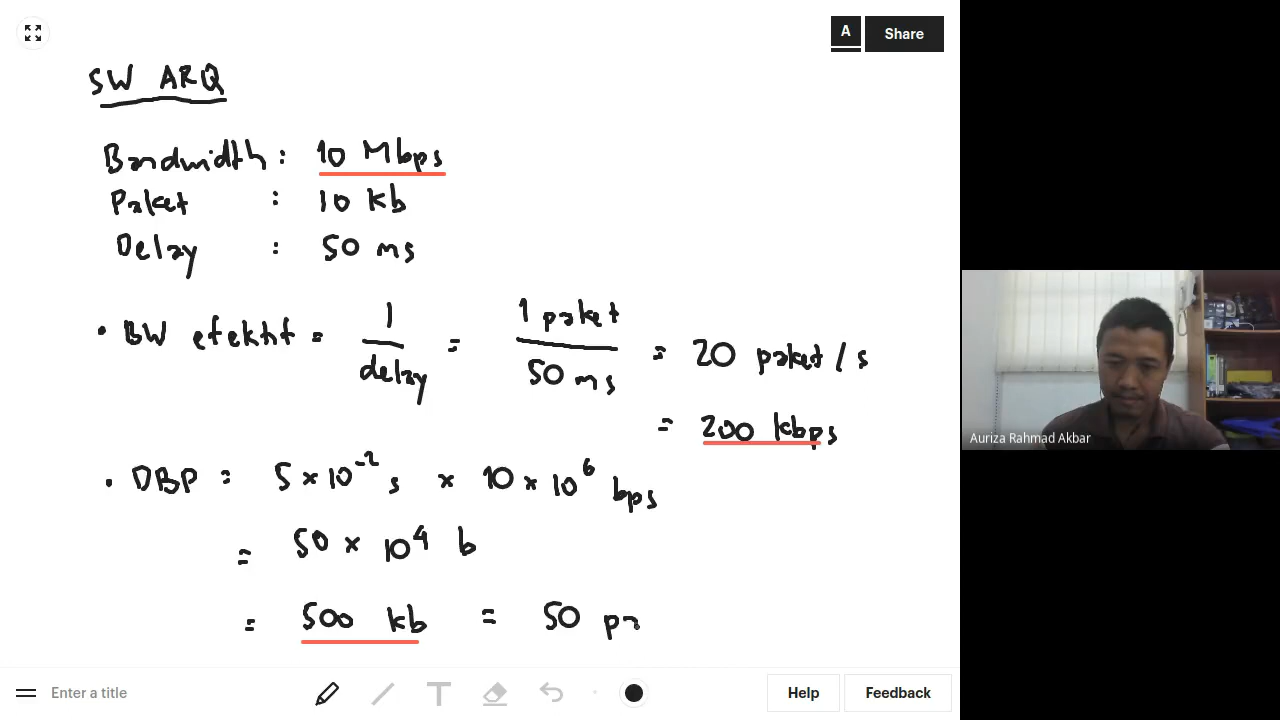 A Share
SW ARQ
Bandwidth : 10 Mbps
Paket : 10 kb
Delay : 50 ms
• BW efektif = 1 / delay = 1 paket / 50 ms = 20 paket / s
= 200 kbps
• DBP = 5 × 10⁻² s × 10 × 10⁶ bps
= 50 × 10⁴ b
= 500 kb = 50 pa
Auriza Rahmad Akbar
Enter a title T Help Feedback